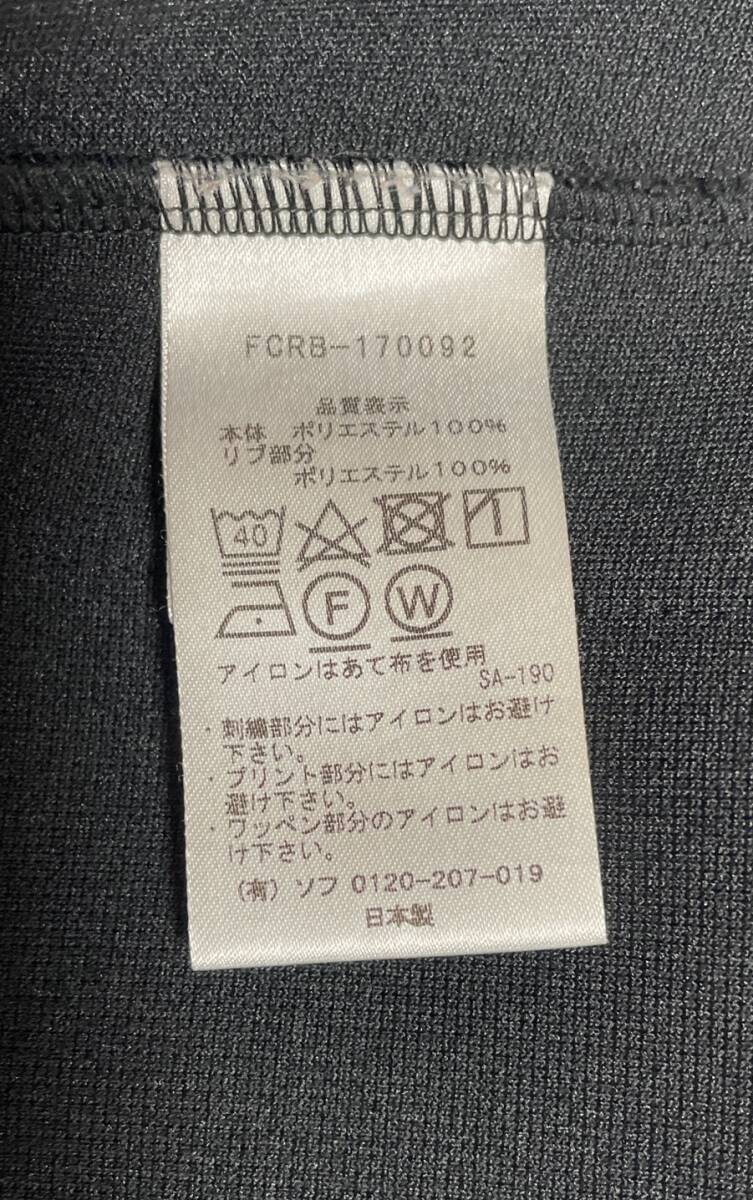 FCRB-170092
品質表示
本体 ポリエステル100%
リブ部分
ポリエステル100%
40
F W
アイロンはあて布を使用
SA-190
・刺繍部分にはアイロンはお避け
下さい。
・プリント部分にはアイロンはお
避け下さい。
・ワッペン部分のアイロンはお避
け下さい。
(有)ソフ 0120-207-019
日本製